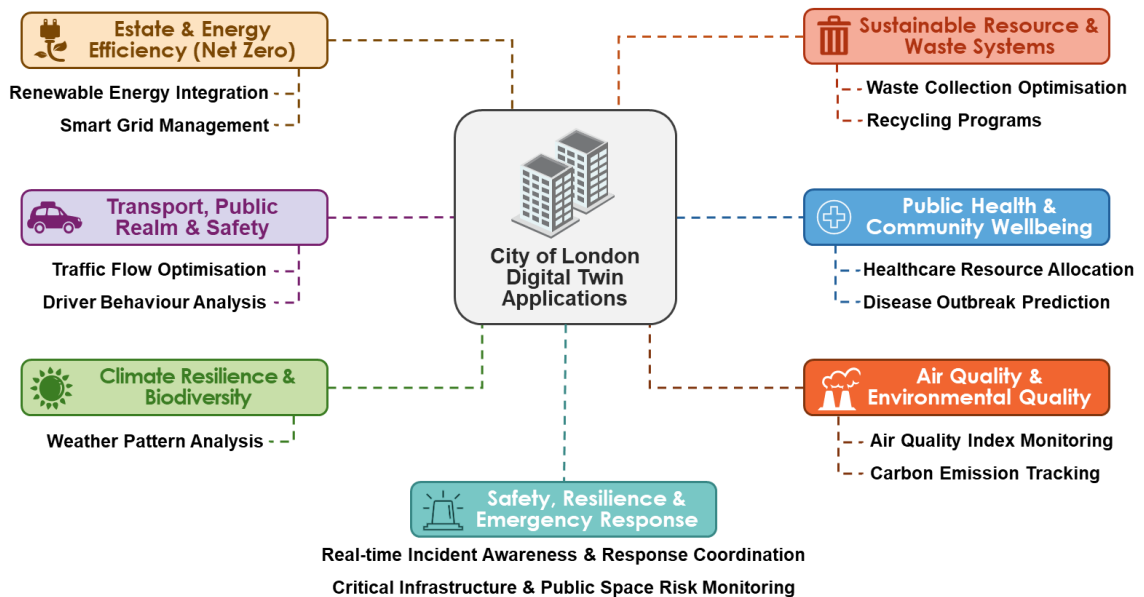 Estate & Energy
Efficiency (Net Zero)
Renewable Energy Integration
Smart Grid Management
Transport, Public
Realm & Safety
Traffic Flow Optimisation
Driver Behaviour Analysis
Climate Resilience &
Biodiversity
Weather Pattern Analysis
City of London
Digital Twin
Applications
Sustainable Resource &
Waste Systems
Waste Collection Optimisation
Recycling Programs
Public Health &
Community Wellbeing
Healthcare Resource Allocation
Disease Outbreak Prediction
Air Quality &
Environmental Quality
Air Quality Index Monitoring
Carbon Emission Tracking
Safety, Resilience &
Emergency Response
Real-time Incident Awareness & Response Coordination
Critical Infrastructure & Public Space Risk Monitoring